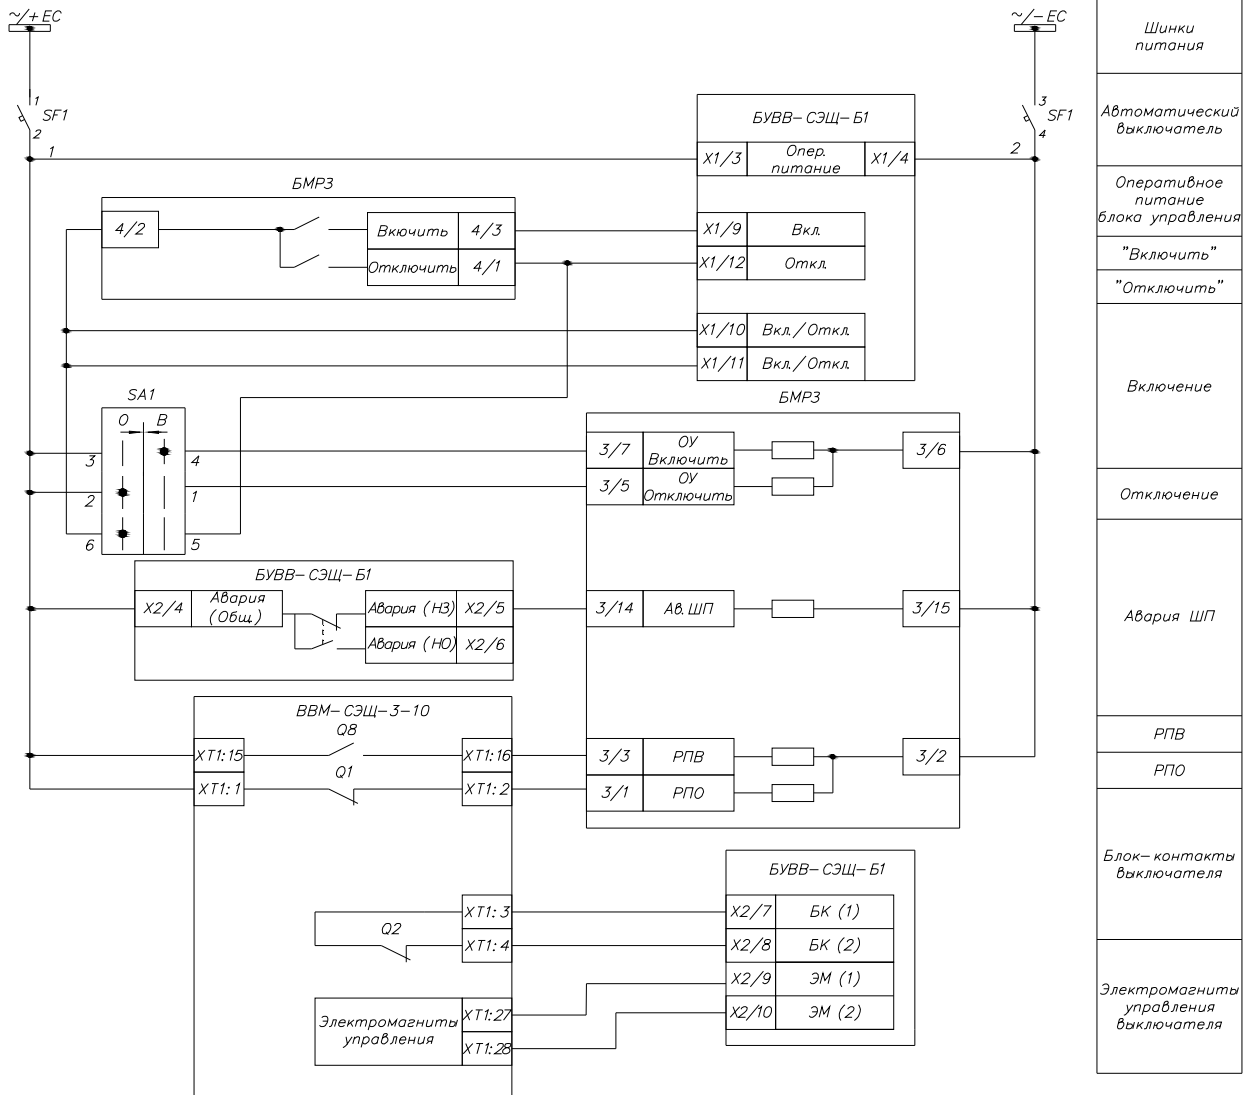 ~/+EC
~/-EC
Шинки
питания
1
SF1
2
1
3
SF1
4
2
Автоматический
выключатель
БУВВ-СЭЩ-Б1
X1/3
Опер.
питание
X1/4
Оперативное
питание
блока управления
БМРЗ
4/2
Вкючить
4/3
Отключить
4/1
X1/9
Вкл.
X1/12
Откл.
"Включить"
"Отключить"
X1/10
Вкл./Откл.
X1/11
Вкл./Откл.
Включение
SA1
О
В
3
4
2
1
6
5
БМРЗ
3/7
ОУ
Включить
3/6
3/5
ОУ
Отключить
Отключение
БУВВ-СЭЩ-Б1
X2/4
Авария
(Общ.)
Авария (НЗ)
X2/5
Авария (НО)
X2/6
3/14
Ав. ШП
3/15
Авария ШП
ВВМ-СЭЩ-3-10
Q8
XT1:15
XT1:16
Q1
XT1:1
XT1:2
3/3
РПВ
3/2
3/1
РПО
РПВ
РПО
БУВВ-СЭЩ-Б1
XT1:3
Q2
XT1:4
X2/7
БК (1)
X2/8
БК (2)
X2/9
ЭМ (1)
X2/10
ЭМ (2)
Блок-контакты
выключателя
Электромагниты
управления
XT1:27
XT1:28
Электромагниты
управления
выключателя